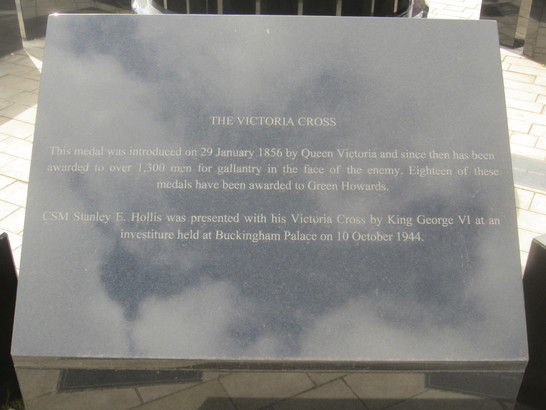 THE VICTORIA CROSS
This medal was introduced on 29 January 1856 by Queen Victoria and since then has been
awarded to over 1,300 men for gallantry in the face of the enemy. Eighteen of these
medals have been awarded to Green Howards.
CSM Stanley E. Hollis was presented with his Victoria Cross by King George VI at an
investiture held at Buckingham Palace on 10 October 1944.